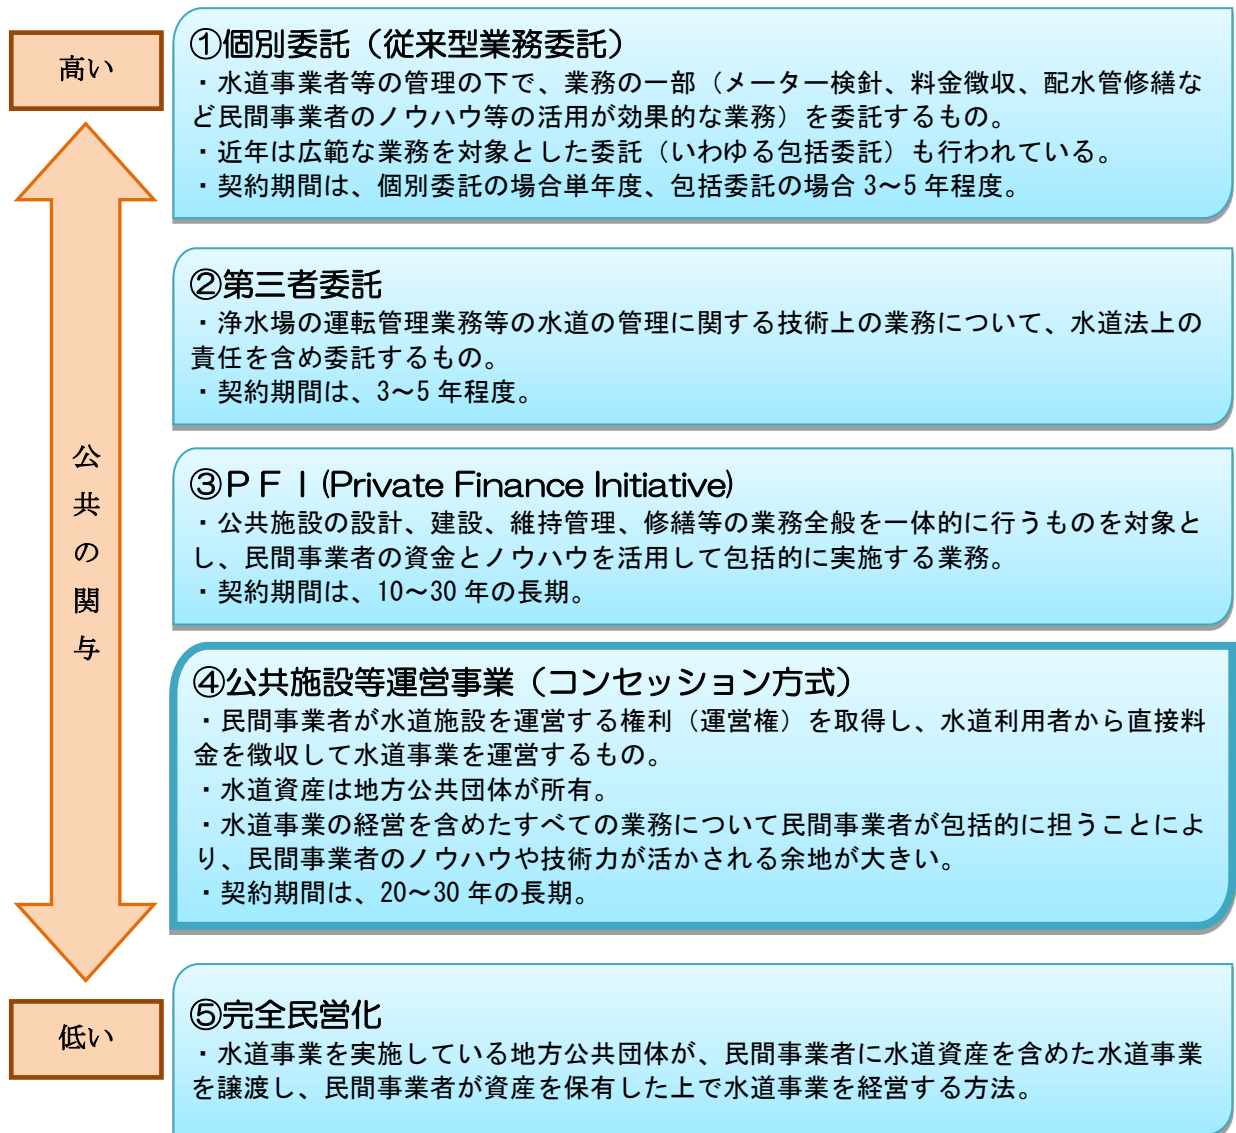 高い
①個別委託（従来型業務委託）
・水道事業者等の管理の下で、業務の一部（メーター検針、料金徴収、配水管修繕な
ど民間事業者のノウハウ等の活用が効果的な業務）を委託するもの。
・近年は広範な業務を対象とした委託（いわゆる包括委託）も行われている。
・契約期間は、個別委託の場合単年度、包括委託の場合 3～5 年程度。
②第三者委託
・浄水場の運転管理業務等の水道の管理に関する技術上の業務について、水道法上の
責任を含め委託するもの。
・契約期間は、3～5 年程度。
公共の関与
③ＰＦＩ(Private Finance Initiative)
・公共施設の設計、建設、維持管理、修繕等の業務全般を一体的に行うものを対象と
し、民間事業者の資金とノウハウを活用して包括的に実施する業務。
・契約期間は、10～30 年の長期。
④公共施設等運営事業（コンセッション方式）
・民間事業者が水道施設を運営する権利（運営権）を取得し、水道利用者から直接料
金を徴収して水道事業を運営するもの。
・水道資産は地方公共団体が所有。
・水道事業の経営を含めたすべての業務について民間事業者が包括的に担うことによ
り、民間事業者のノウハウや技術力が活かされる余地が大きい。
・契約期間は、20～30 年の長期。
低い
⑤完全民営化
・水道事業を実施している地方公共団体が、民間事業者に水道資産を含めた水道事業
を譲渡し、民間事業者が資産を保有した上で水道事業を経営する方法。